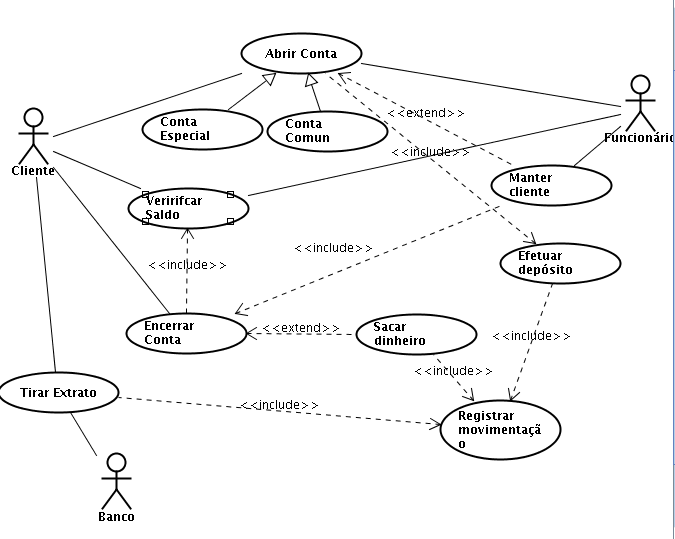 Abrir Conta
Conta
Especial
Conta
Comun
<<extend>>
Funcionário
<<include>>
Cliente
Manter
cliente
Veririfcar
Saldo
<<include>>
Efetuar
depósito
<<include>>
Encerrar
Conta
<<extend>>
Sacar
dinheiro
<<include>>
<<include>>
Tirar Extrato
<<include>>
Registrar
movimentaçã
o
Banco